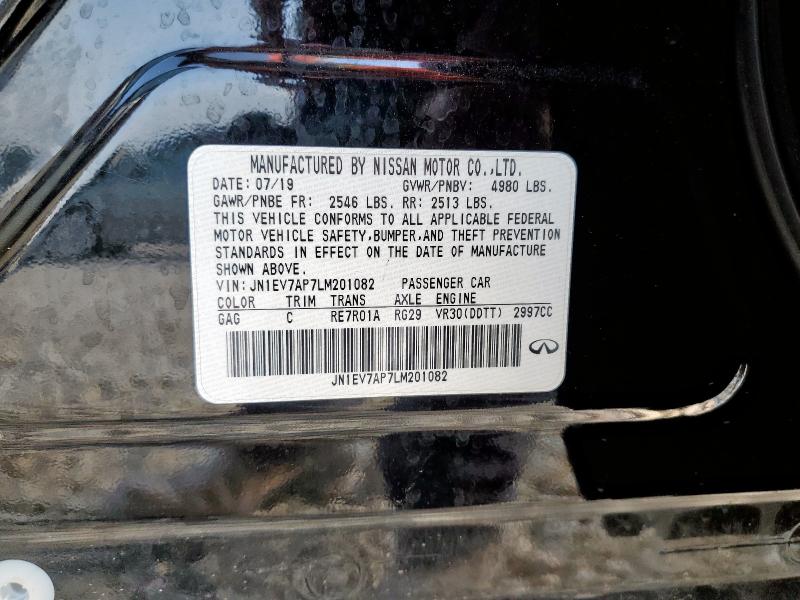 MANUFACTURED BY NISSAN MOTOR CO.,LTD.
DATE: 07/19 GVWR/PNBV: 4980 LBS.
GAWR/PNBE FR: 2546 LBS. RR: 2513 LBS.
THIS VEHICLE CONFORMS TO ALL APPLICABLE FEDERAL
MOTOR VEHICLE SAFETY,BUMPER,AND THEFT PREVENTION
STANDARDS IN EFFECT ON THE DATE OF MANUFACTURE
SHOWN ABOVE.
VIN: JN1EV7AP7LM201082 PASSENGER CAR
COLOR TRIM TRANS AXLE ENGINE
GAG C RE7R01A RG29 VR30(DDTT) 2997CC
JN1EV7AP7LM201082